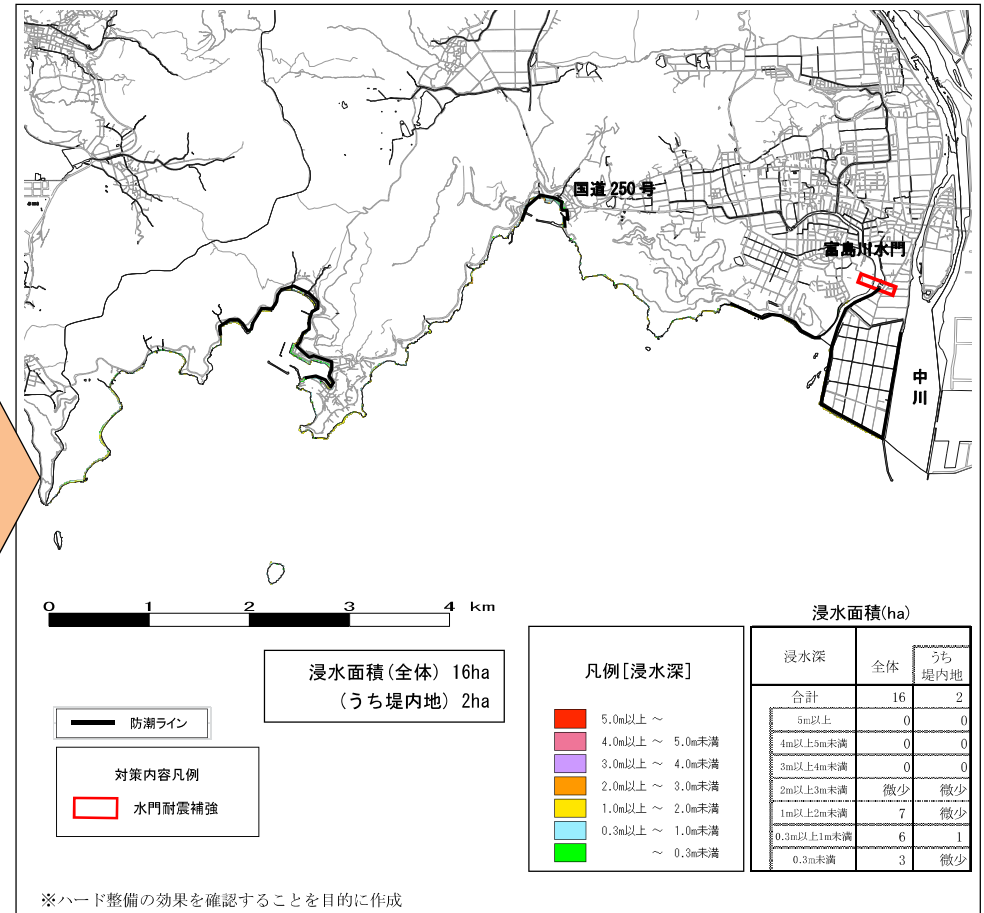 国道 250 号
富島川水門
中川
0 1 2 3 4 km
浸水面積(全体) 16ha
(うち堤内地) 2ha
防潮ライン
対策内容凡例
水門耐震補強
凡例[浸水深]
5.0m以上 ～
4.0m以上 ～ 5.0m未満
3.0m以上 ～ 4.0m未満
2.0m以上 ～ 3.0m未満
1.0m以上 ～ 2.0m未満
0.3m以上 ～ 1.0m未満
～ 0.3m未満
浸水面積(ha)
浸水深 全体 うち堤内地
合計 16 2
5m以上 0 0
4m以上5m未満 0 0
3m以上4m未満 0 0
2m以上3m未満 微少 微少
1m以上2m未満 7 微少
0.3m以上1m未満 6 1
0.3m未満 3 微少
※ハード整備の効果を確認することを目的に作成